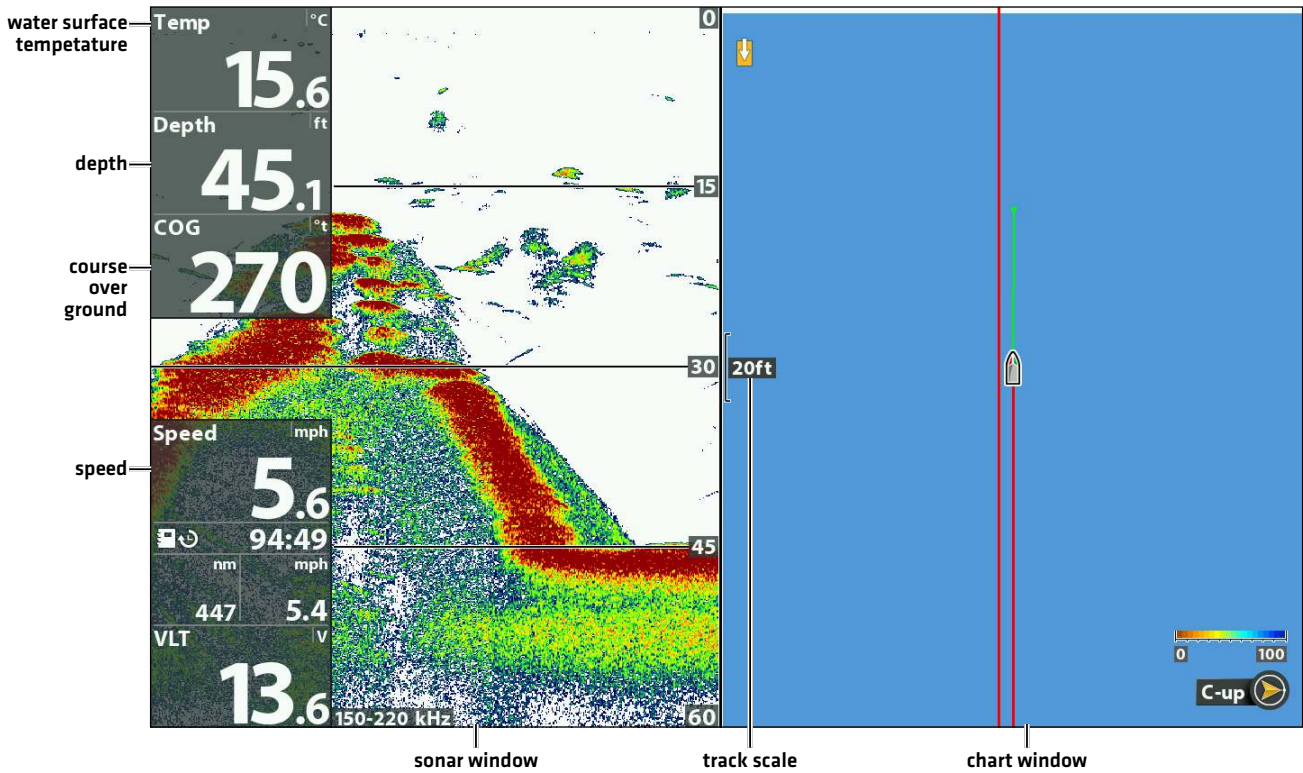 water surface
tempetature
depth
course
over
ground
speed
Temp °C
15.6
Depth ft
45.1
COG °t
270
Speed mph
5.6
94:49
nm mph
447 5.4
VLT V
13.6
0
15
30
45
60
150-220 kHz
20ft
0 100
C-up
sonar window
track scale
chart window